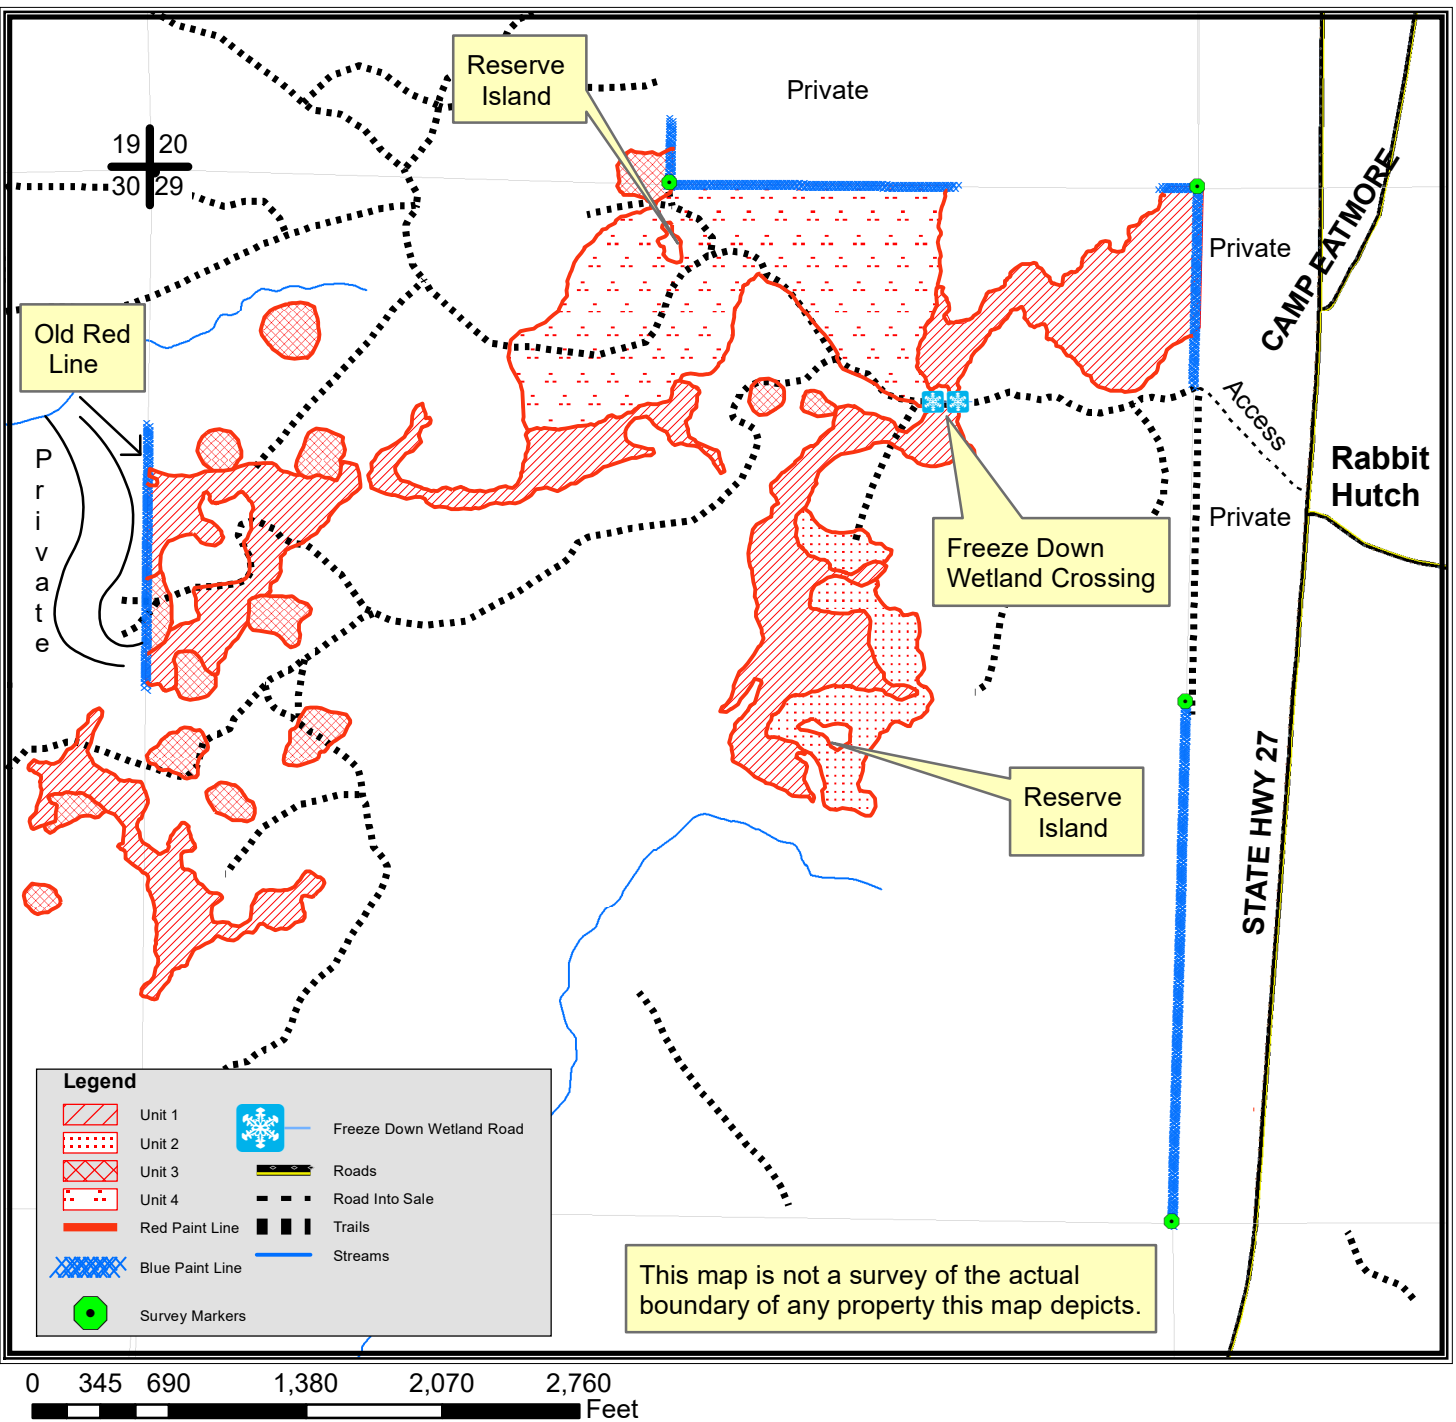 Reserve
Island
Private
19 20
30 29
CAMP EATMORE
Private
Old Red
Line
Access
Rabbit
Hutch
Private
Private
Freeze Down
Wetland Crossing
STATE HWY 27
Reserve
Island
Legend
Unit 1
Unit 2
Unit 3
Unit 4
Red Paint Line
Blue Paint Line
Survey Markers
Freeze Down Wetland Road
Roads
Road Into Sale
Trails
Streams
This map is not a survey of the actual
boundary of any property this map depicts.
0 345 690 1,380 2,070 2,760
Feet